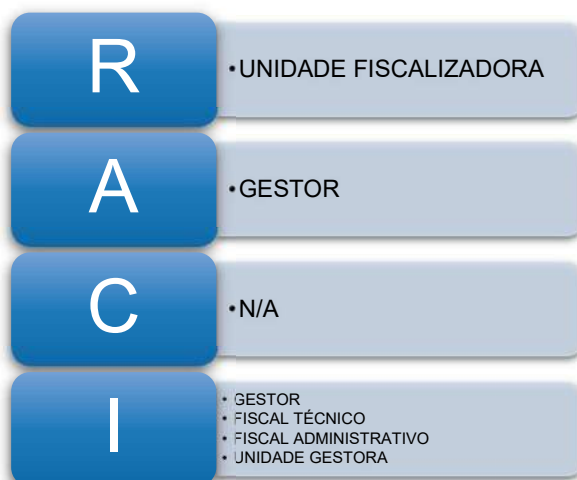 R
•UNIDADE FISCALIZADORA
A
•GESTOR
C
•N/A
I
• GESTOR
• FISCAL TÉCNICO
• FISCAL ADMINISTRATIVO
• UNIDADE GESTORA